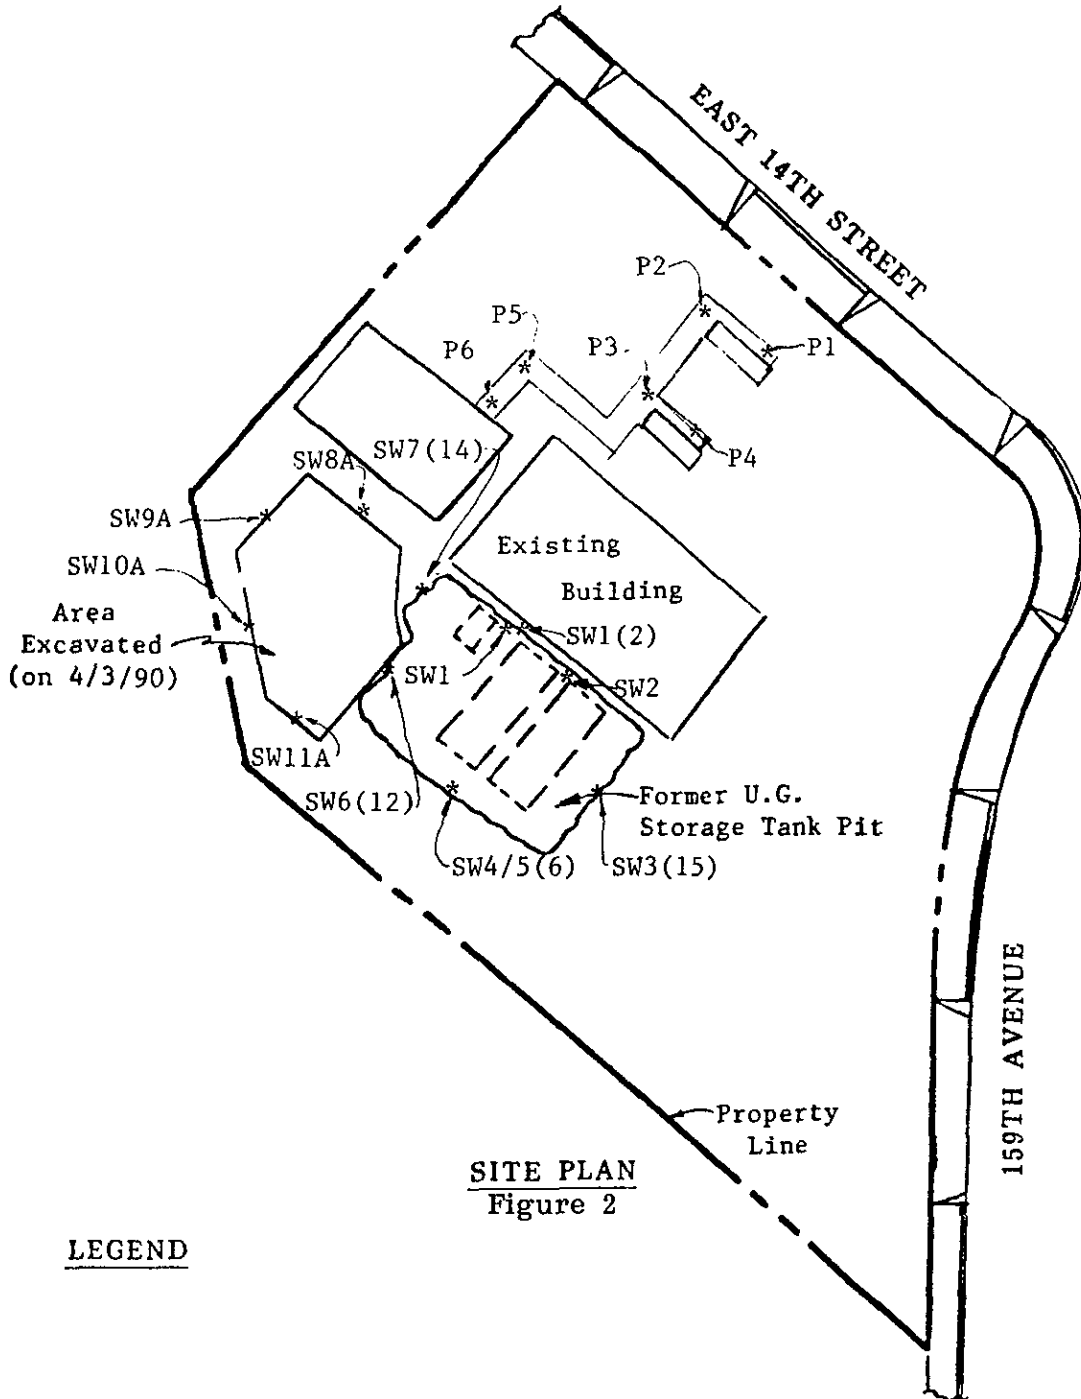 EAST 14TH STREET
P2
P5
P1
P6
P3
SW7(14)
P4
SW8A
SW9A
Existing
Building
SW10A
Area
Excavated
(on 4/3/90)
SW1(2)
SW1
SW2
SW11A
SW6(12)
Former U.G.
Storage Tank Pit
SW4/5(6)
SW3(15)
159TH AVENUE
Property
Line
SITE PLAN
Figure 2
LEGEND